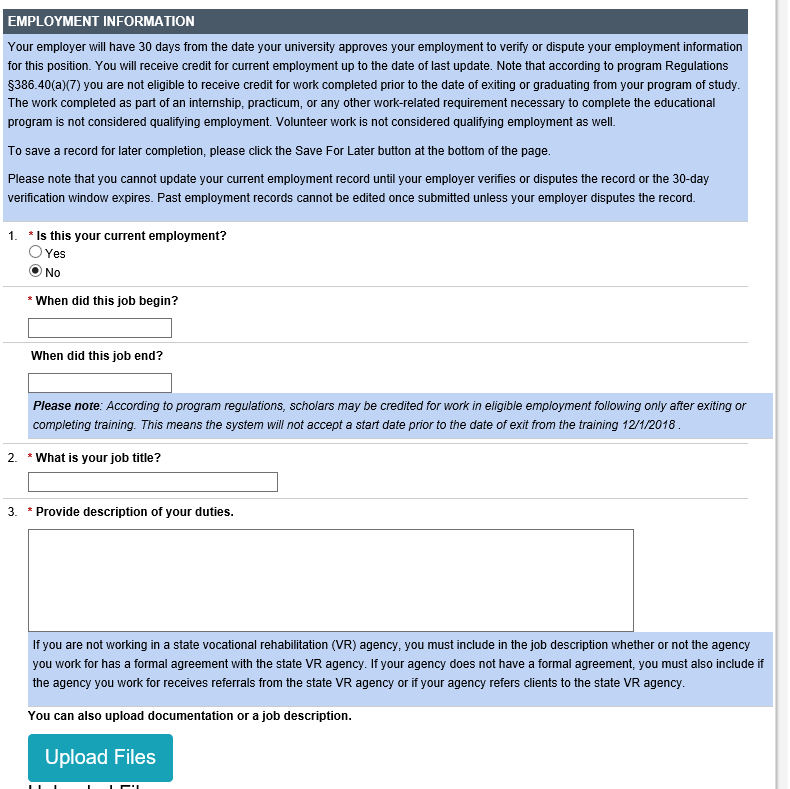 EMPLOYMENT INFORMATION
Your employer will have 30 days from the date your university approves your employment to verify or dispute your employment information
for this position. You will receive credit for current employment up to the date of last update. Note that according to program Regulations
§386.40(a)(7) you are not eligible to receive credit for work completed prior to the date of exiting or graduating from your program of study.
The work completed as part of an internship, practicum, or any other work-related requirement necessary to complete the educational
program is not considered qualifying employment. Volunteer work is not considered qualifying employment as well.
To save a record for later completion, please click the Save For Later button at the bottom of the page.
Please note that you cannot update your current employment record until your employer verifies or disputes the record or the 30-day
verification window expires. Past employment records cannot be edited once submitted unless your employer disputes the record.
1. * Is this your current employment?
Yes
No
* When did this job begin?
When did this job end?
Please note: According to program regulations, scholars may be credited for work in eligible employment following only after exiting or
completing training. This means the system will not accept a start date prior to the date of exit from the training 12/1/2018 .
2. * What is your job title?
3. * Provide description of your duties.
If you are not working in a state vocational rehabilitation (VR) agency, you must include in the job description whether or not the agency
you work for has a formal agreement with the state VR agency. If your agency does not have a formal agreement, you must also include if
the agency you work for receives referrals from the state VR agency or if your agency refers clients to the state VR agency.
You can also upload documentation or a job description.
Upload Files